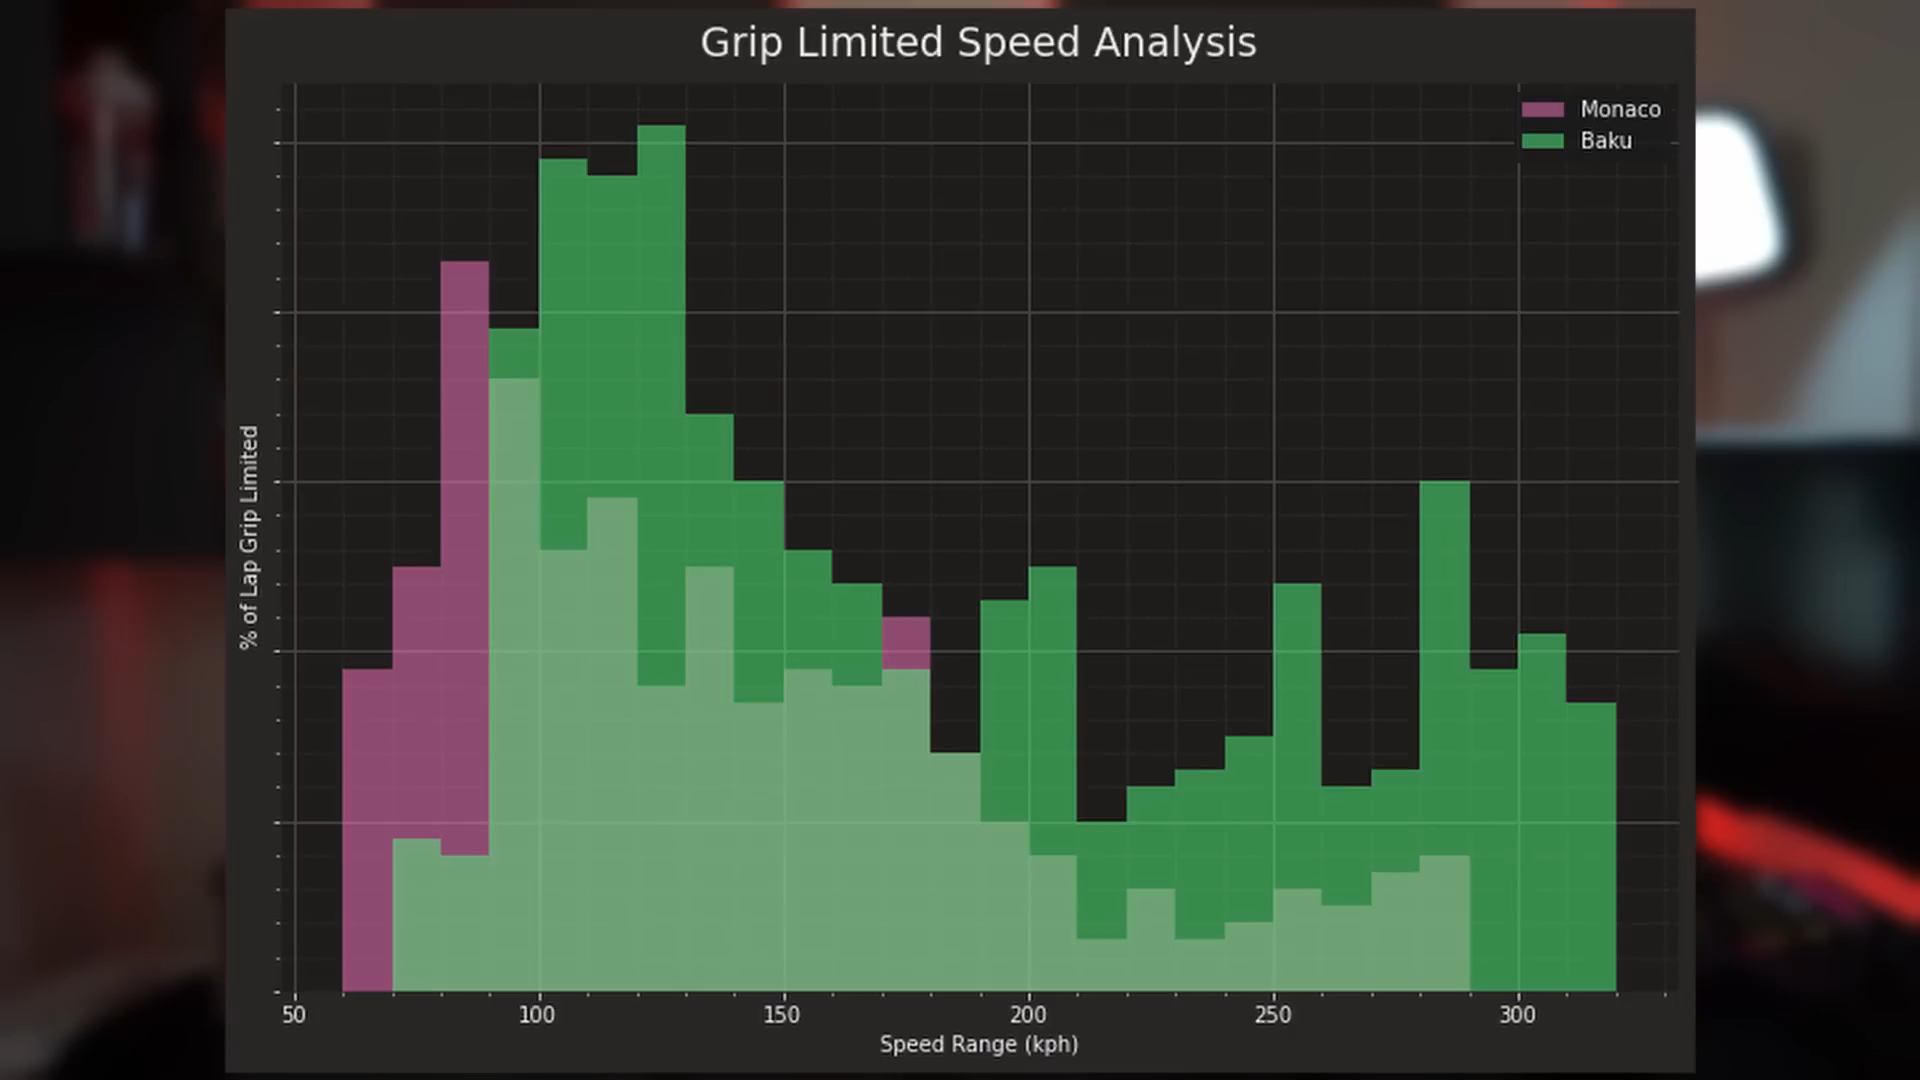 Grip Limited Speed Analysis
Monaco
Baku
% of Lap Grip Limited
50 100 150 200 250 300
Speed Range (kph)